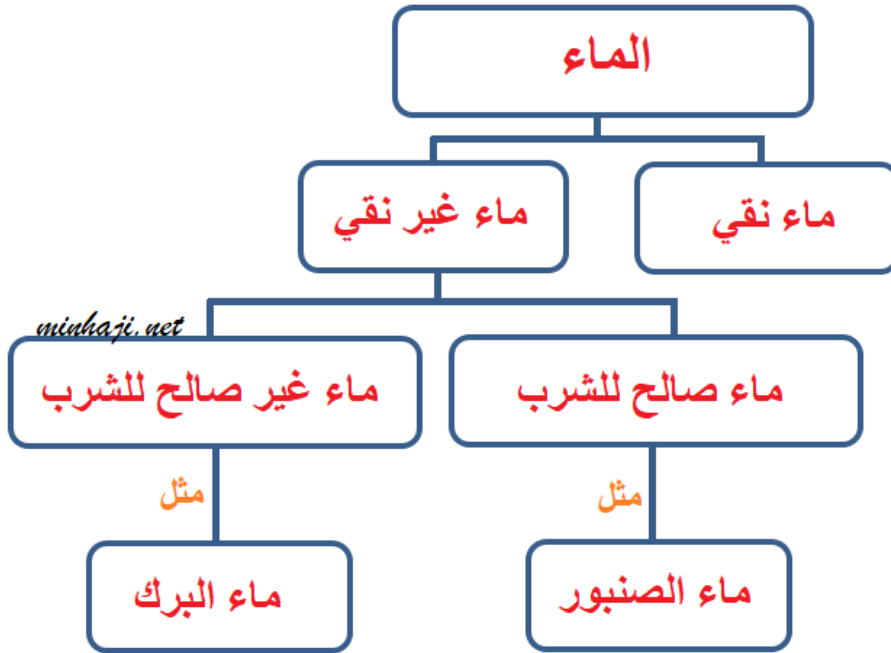 الماء
ماء نقي
ماء غير نقي
minhaji.net
ماء صالح للشرب
ماء غير صالح للشرب
مثل
مثل
ماء الصنبور
ماء البرك